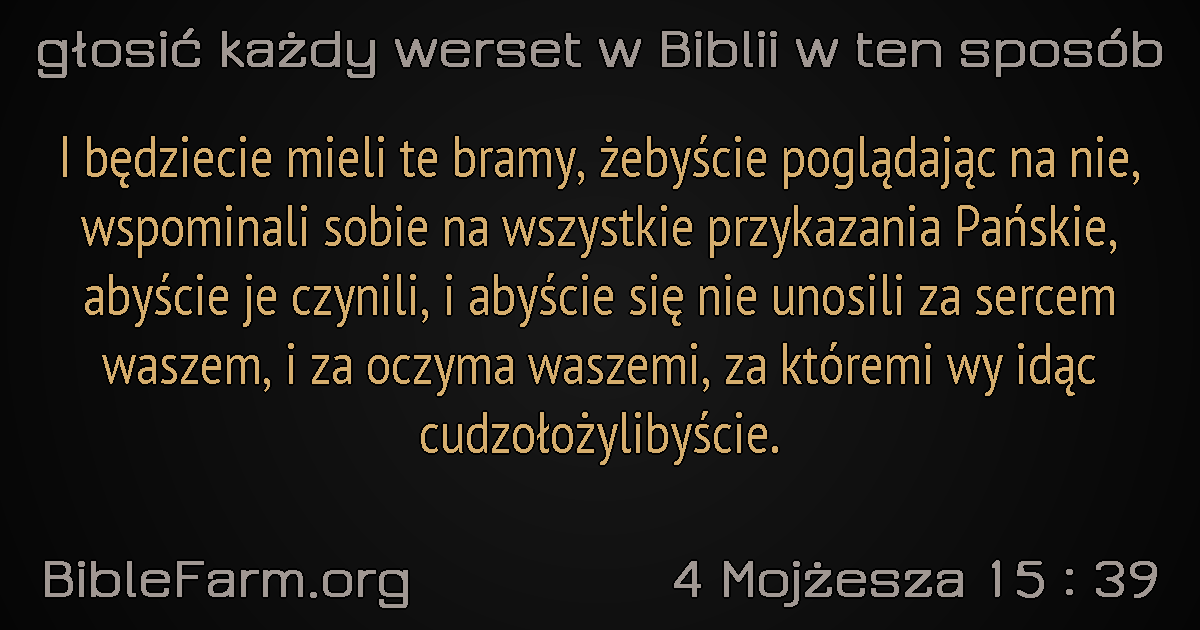 głosić każdy werset w Biblii w ten sposób
I będziecie mieli te bramy, żebyście poglądając na nie,
wspominali sobie na wszystkie przykazania Pańskie,
abyście je czynili, i abyście się nie unosili za sercem
waszem, i za oczyma waszemi, za któremi wy idąc
cudzołożylibyście.
BibleFarm.org
4 Mojżesza 15 : 39